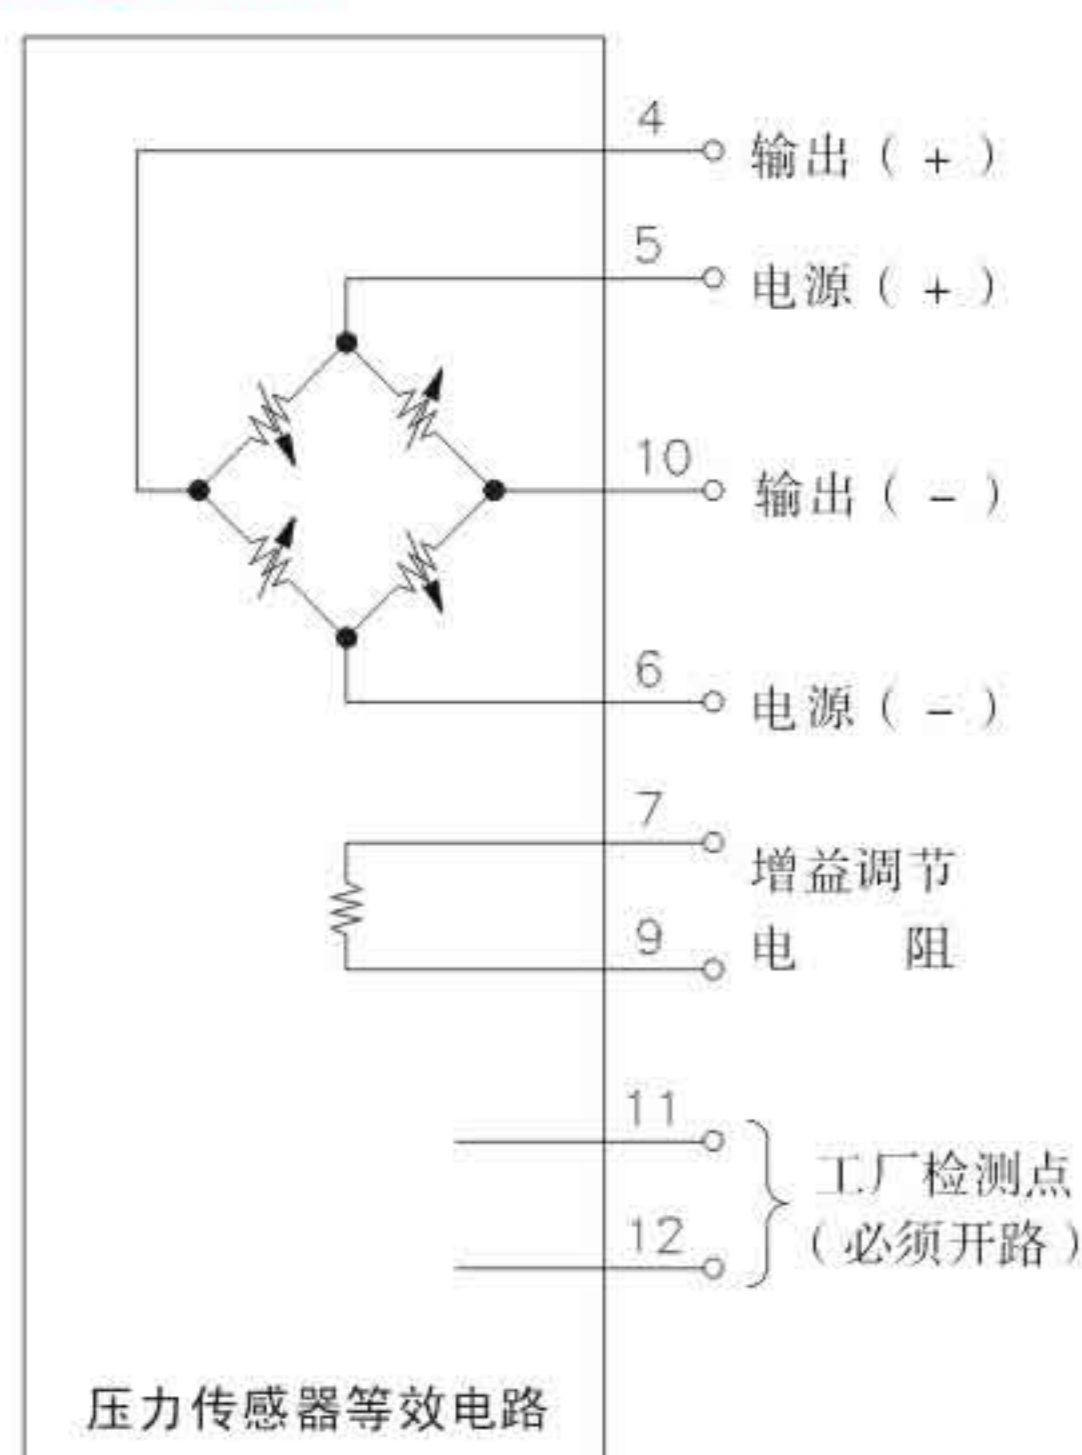 4
输出（+）
5
电源（+）
10
输出（-）
6
电源（-）
7
增益调节
9
电 阻
11
工厂检测点
12
（必须开路）
压力传感器等效电路